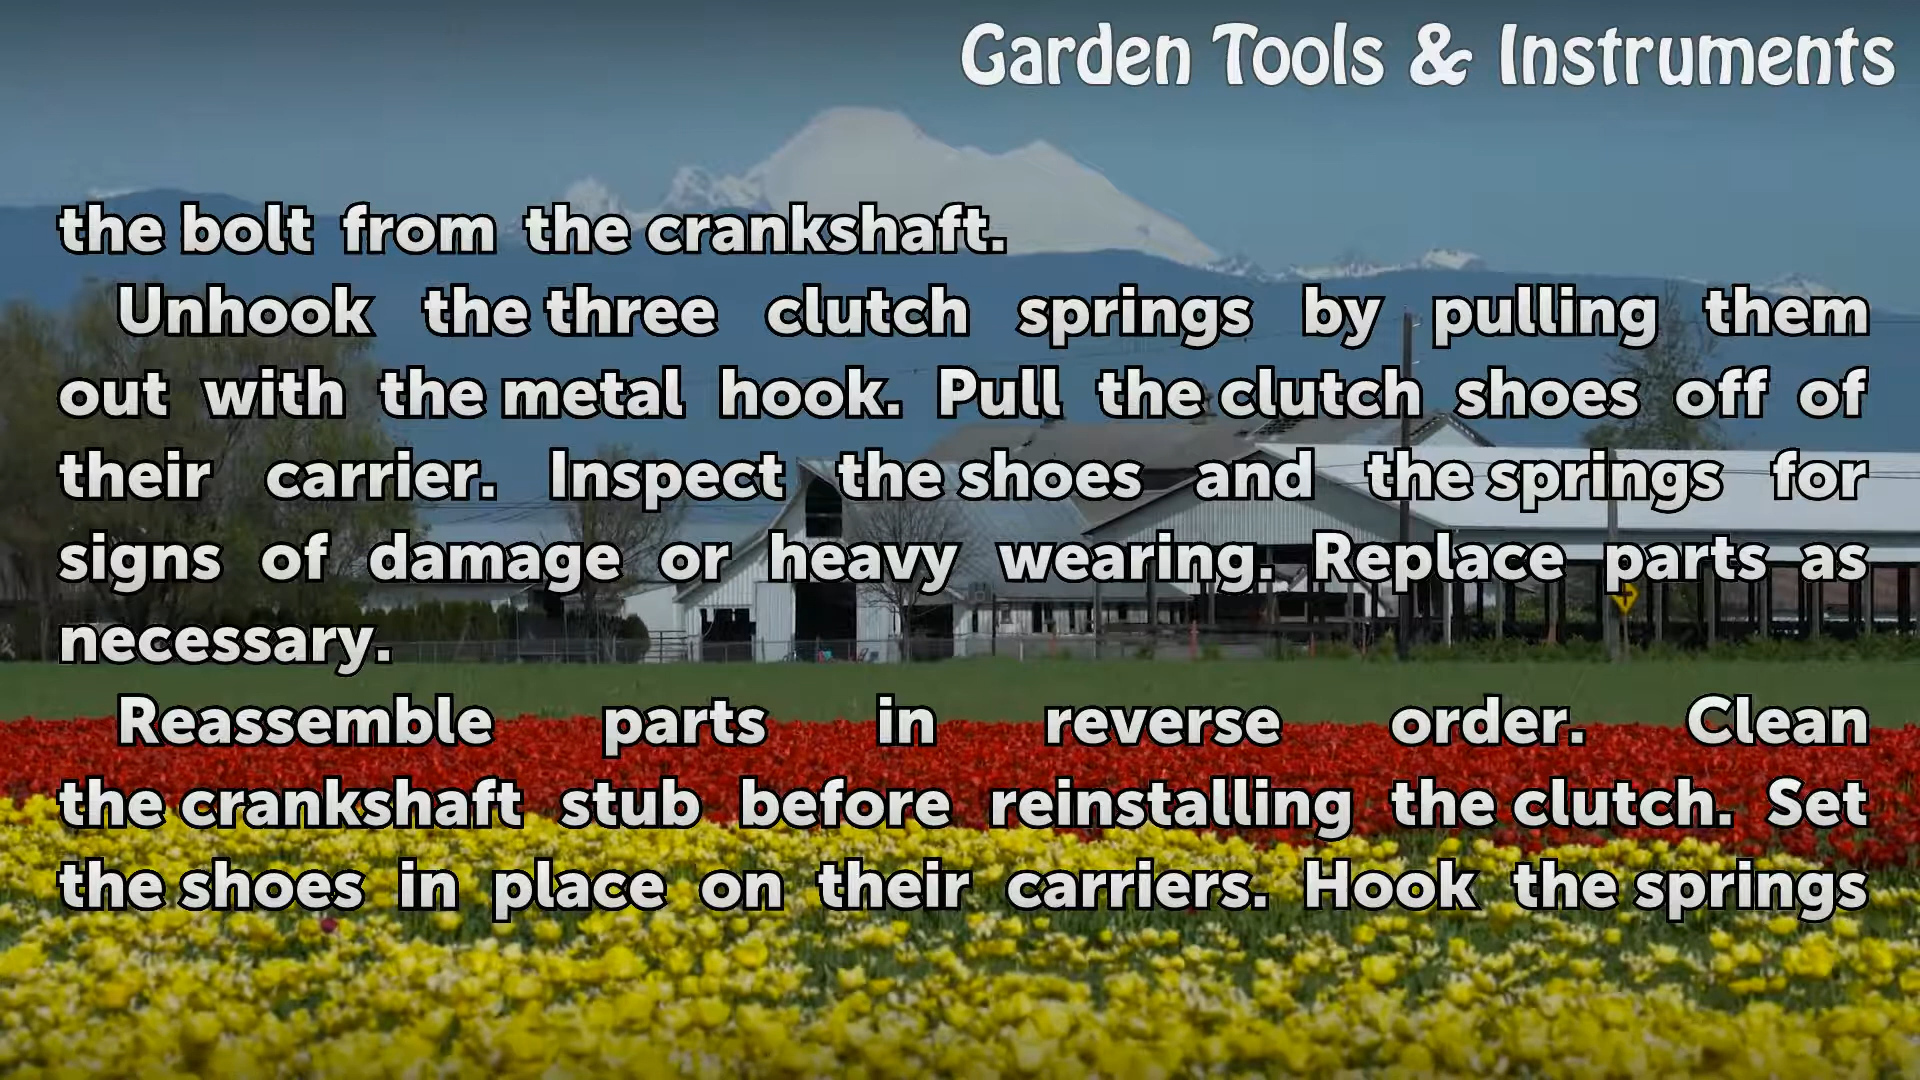 Garden Tools & Instruments
the bolt from the crankshaft.
Unhook the three clutch springs by pulling them
out with the metal hook. Pull the clutch shoes off of
their carrier. Inspect the shoes and the springs for
signs of damage or heavy wearing. Replace parts as
necessary.
Reassemble parts in reverse order. Clean
the crankshaft stub before reinstalling the clutch. Set
the shoes in place on their carriers. Hook the springs